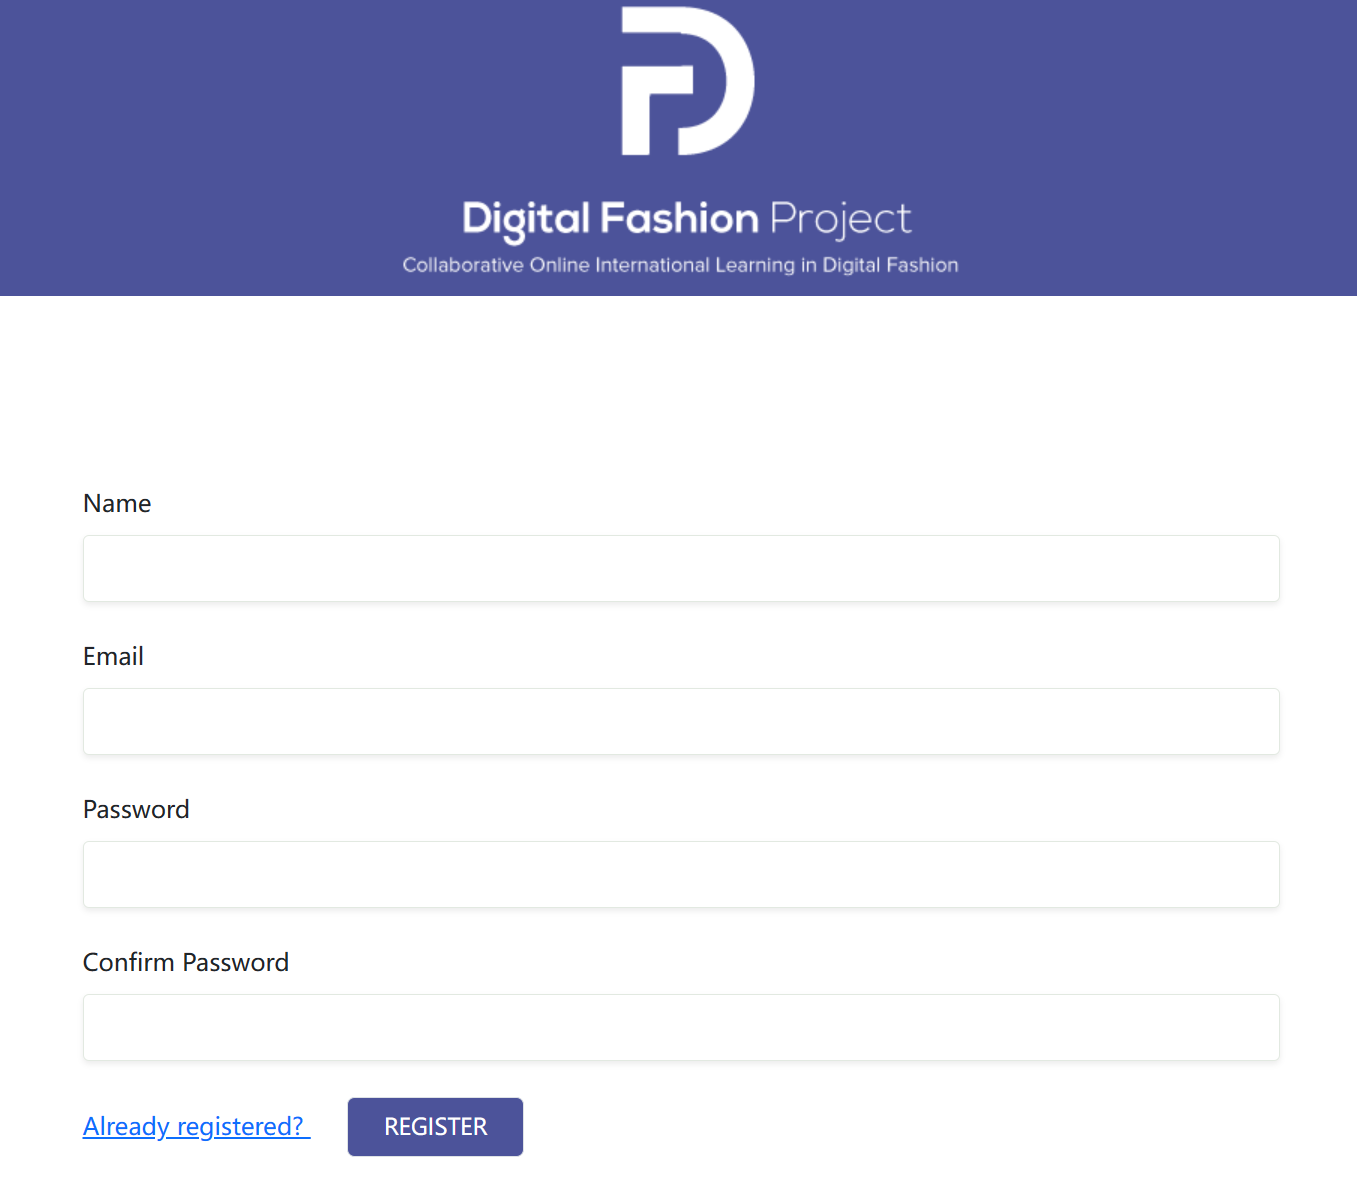 Digital Fashion Project
Collaborative Online International Learning in Digital Fashion
Name
Email
Password
Confirm Password
Already registered? REGISTER